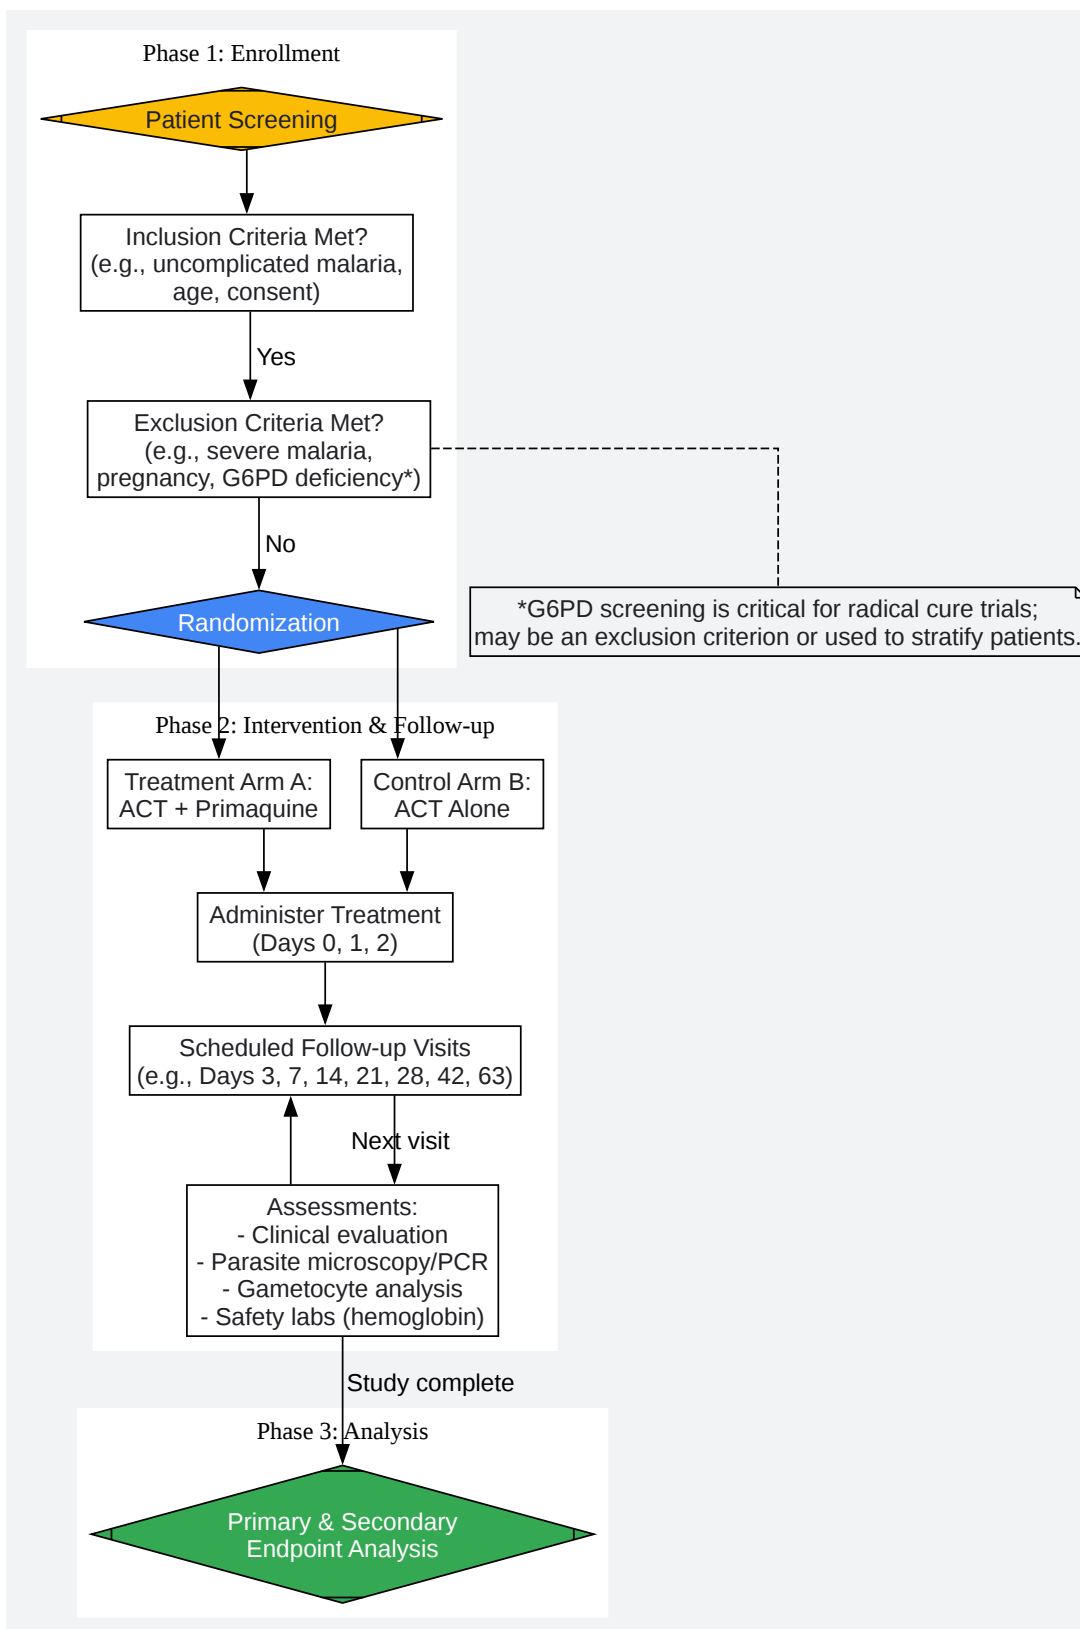 Phase 1: Enrollment
Patient Screening
Inclusion Criteria Met?
(e.g., uncomplicated malaria,
age, consent)
Yes
Exclusion Criteria Met?
(e.g., severe malaria,
pregnancy, G6PD deficiency*)
No
Randomization
*G6PD screening is critical for radical cure trials;
may be an exclusion criterion or used to stratify patients.
Phase 2: Intervention & Follow-up
Treatment Arm A:
ACT + Primaquine
Control Arm B:
ACT Alone
Administer Treatment
(Days 0, 1, 2)
Scheduled Follow-up Visits
(e.g., Days 3, 7, 14, 21, 28, 42, 63)
Next visit
Assessments:
- Clinical evaluation
- Parasite microscopy/PCR
- Gametocyte analysis
- Safety labs (hemoglobin)
Study complete
Phase 3: Analysis
Primary & Secondary
Endpoint Analysis